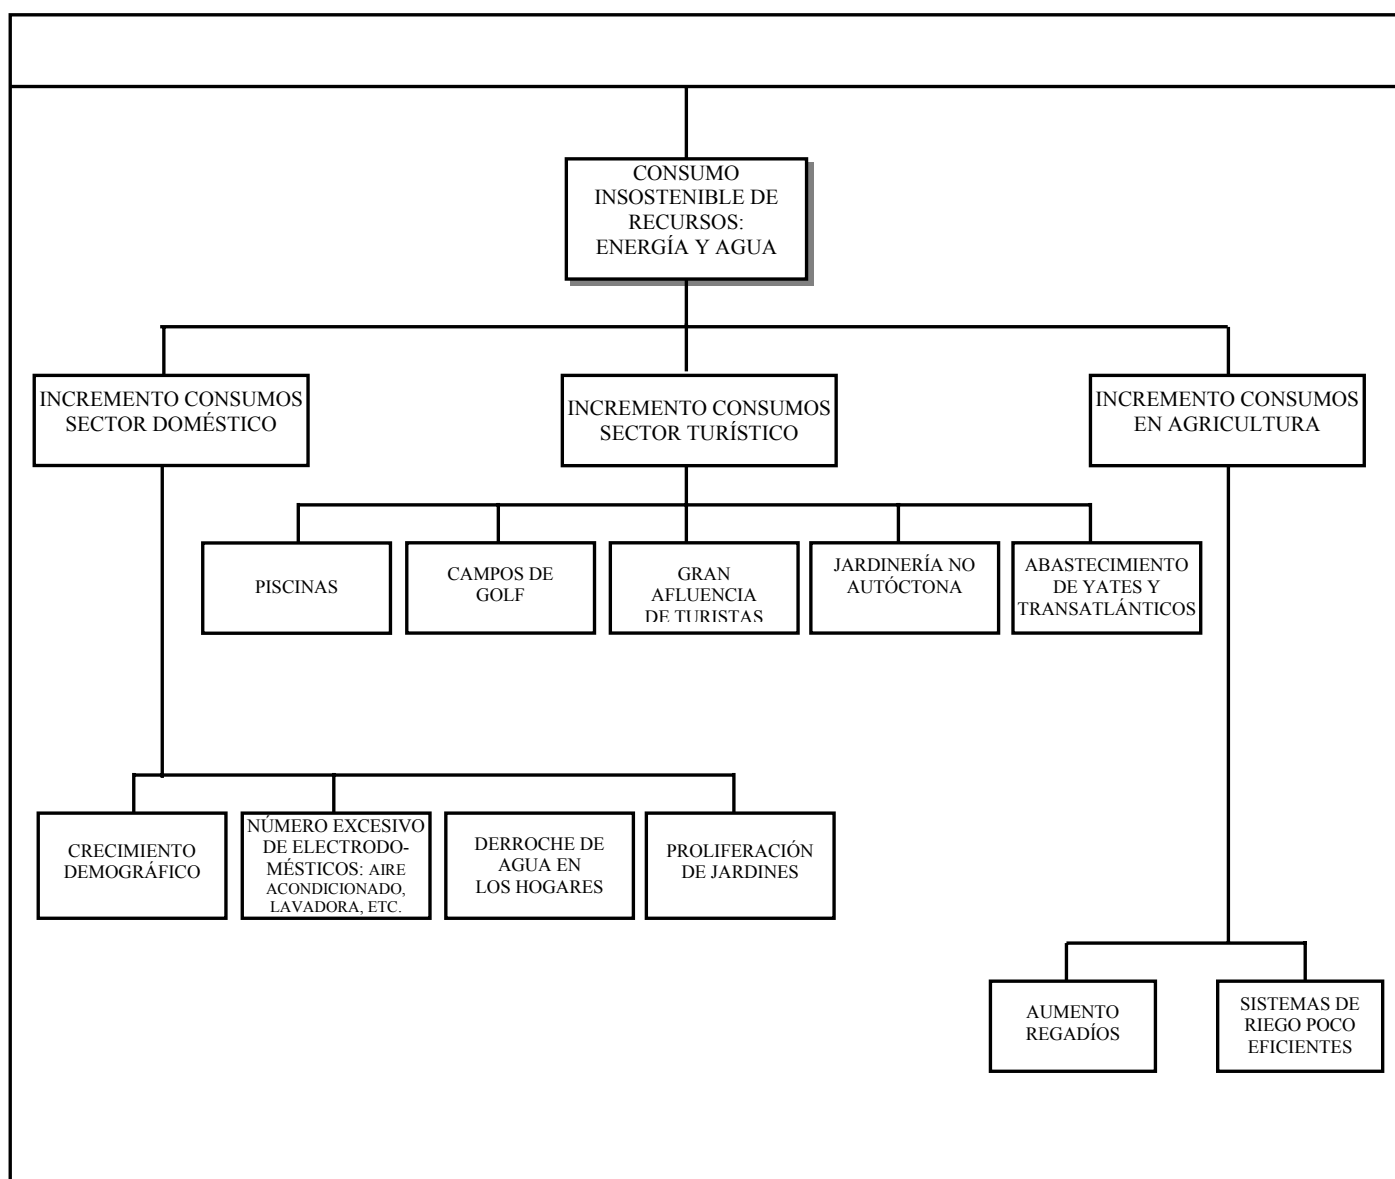 CONSUMO
INSOSTENIBLE DE
RECURSOS:
ENERGÍA Y AGUA
INCREMENTO CONSUMOS
SECTOR DOMÉSTICO
INCREMENTO CONSUMOS
SECTOR TURÍSTICO
INCREMENTO CONSUMOS
EN AGRICULTURA
PISCINAS
CAMPOS DE
GOLF
GRAN
AFLUENCIA
DE TURISTAS
JARDINERÍA NO
AUTÓCTONA
ABASTECIMIENTO
DE YATES Y
TRANSATLÁNTICOS
CRECIMIENTO
DEMOGRÁFICO
NÚMERO EXCESIVO
DE ELECTRODO-
MÉSTICOS: AIRE
ACONDICIONADO,
LAVADORA, ETC.
DERROCHE DE
AGUA EN
LOS HOGARES
PROLIFERACIÓN
DE JARDINES
AUMENTO
REGADÍOS
SISTEMAS DE
RIEGO POCO
EFICIENTES